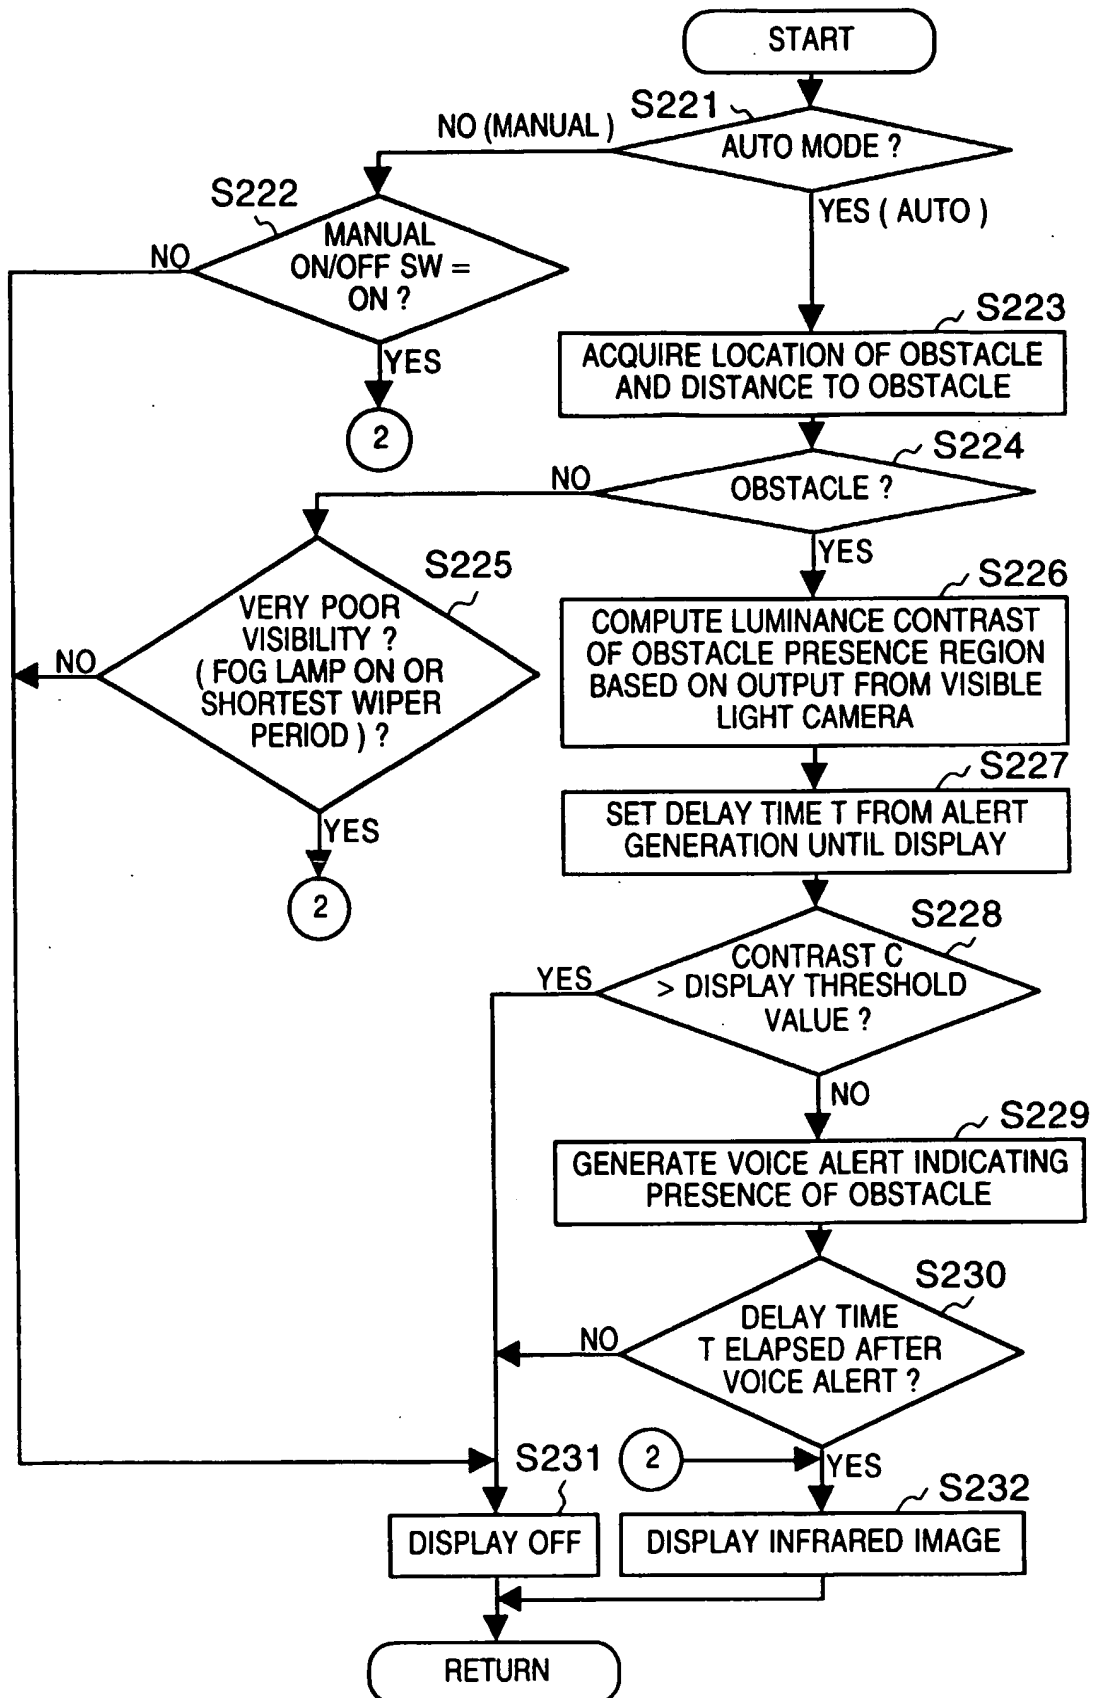 START
S221
NO (MANUAL )
AUTO MODE ?
YES ( AUTO )
S222
MANUAL
ON/OFF SW =
ON ?
NO
YES
2
S223
ACQUIRE LOCATION OF OBSTACLE
AND DISTANCE TO OBSTACLE
S224
OBSTACLE ?
NO
YES
S225
VERY POOR
VISIBILITY ?
( FOG LAMP ON OR
SHORTEST WIPER
PERIOD ) ?
NO
YES
2
S226
COMPUTE LUMINANCE CONTRAST
OF OBSTACLE PRESENCE REGION
BASED ON OUTPUT FROM VISIBLE
LIGHT CAMERA
S227
SET DELAY TIME T FROM ALERT
GENERATION UNTIL DISPLAY
S228
CONTRAST C
> DISPLAY THRESHOLD
VALUE ?
YES
NO
S229
GENERATE VOICE ALERT INDICATING
PRESENCE OF OBSTACLE
S230
DELAY TIME
T ELAPSED AFTER
VOICE ALERT ?
NO
YES
2
S231
DISPLAY OFF
S232
DISPLAY INFRARED IMAGE
RETURN